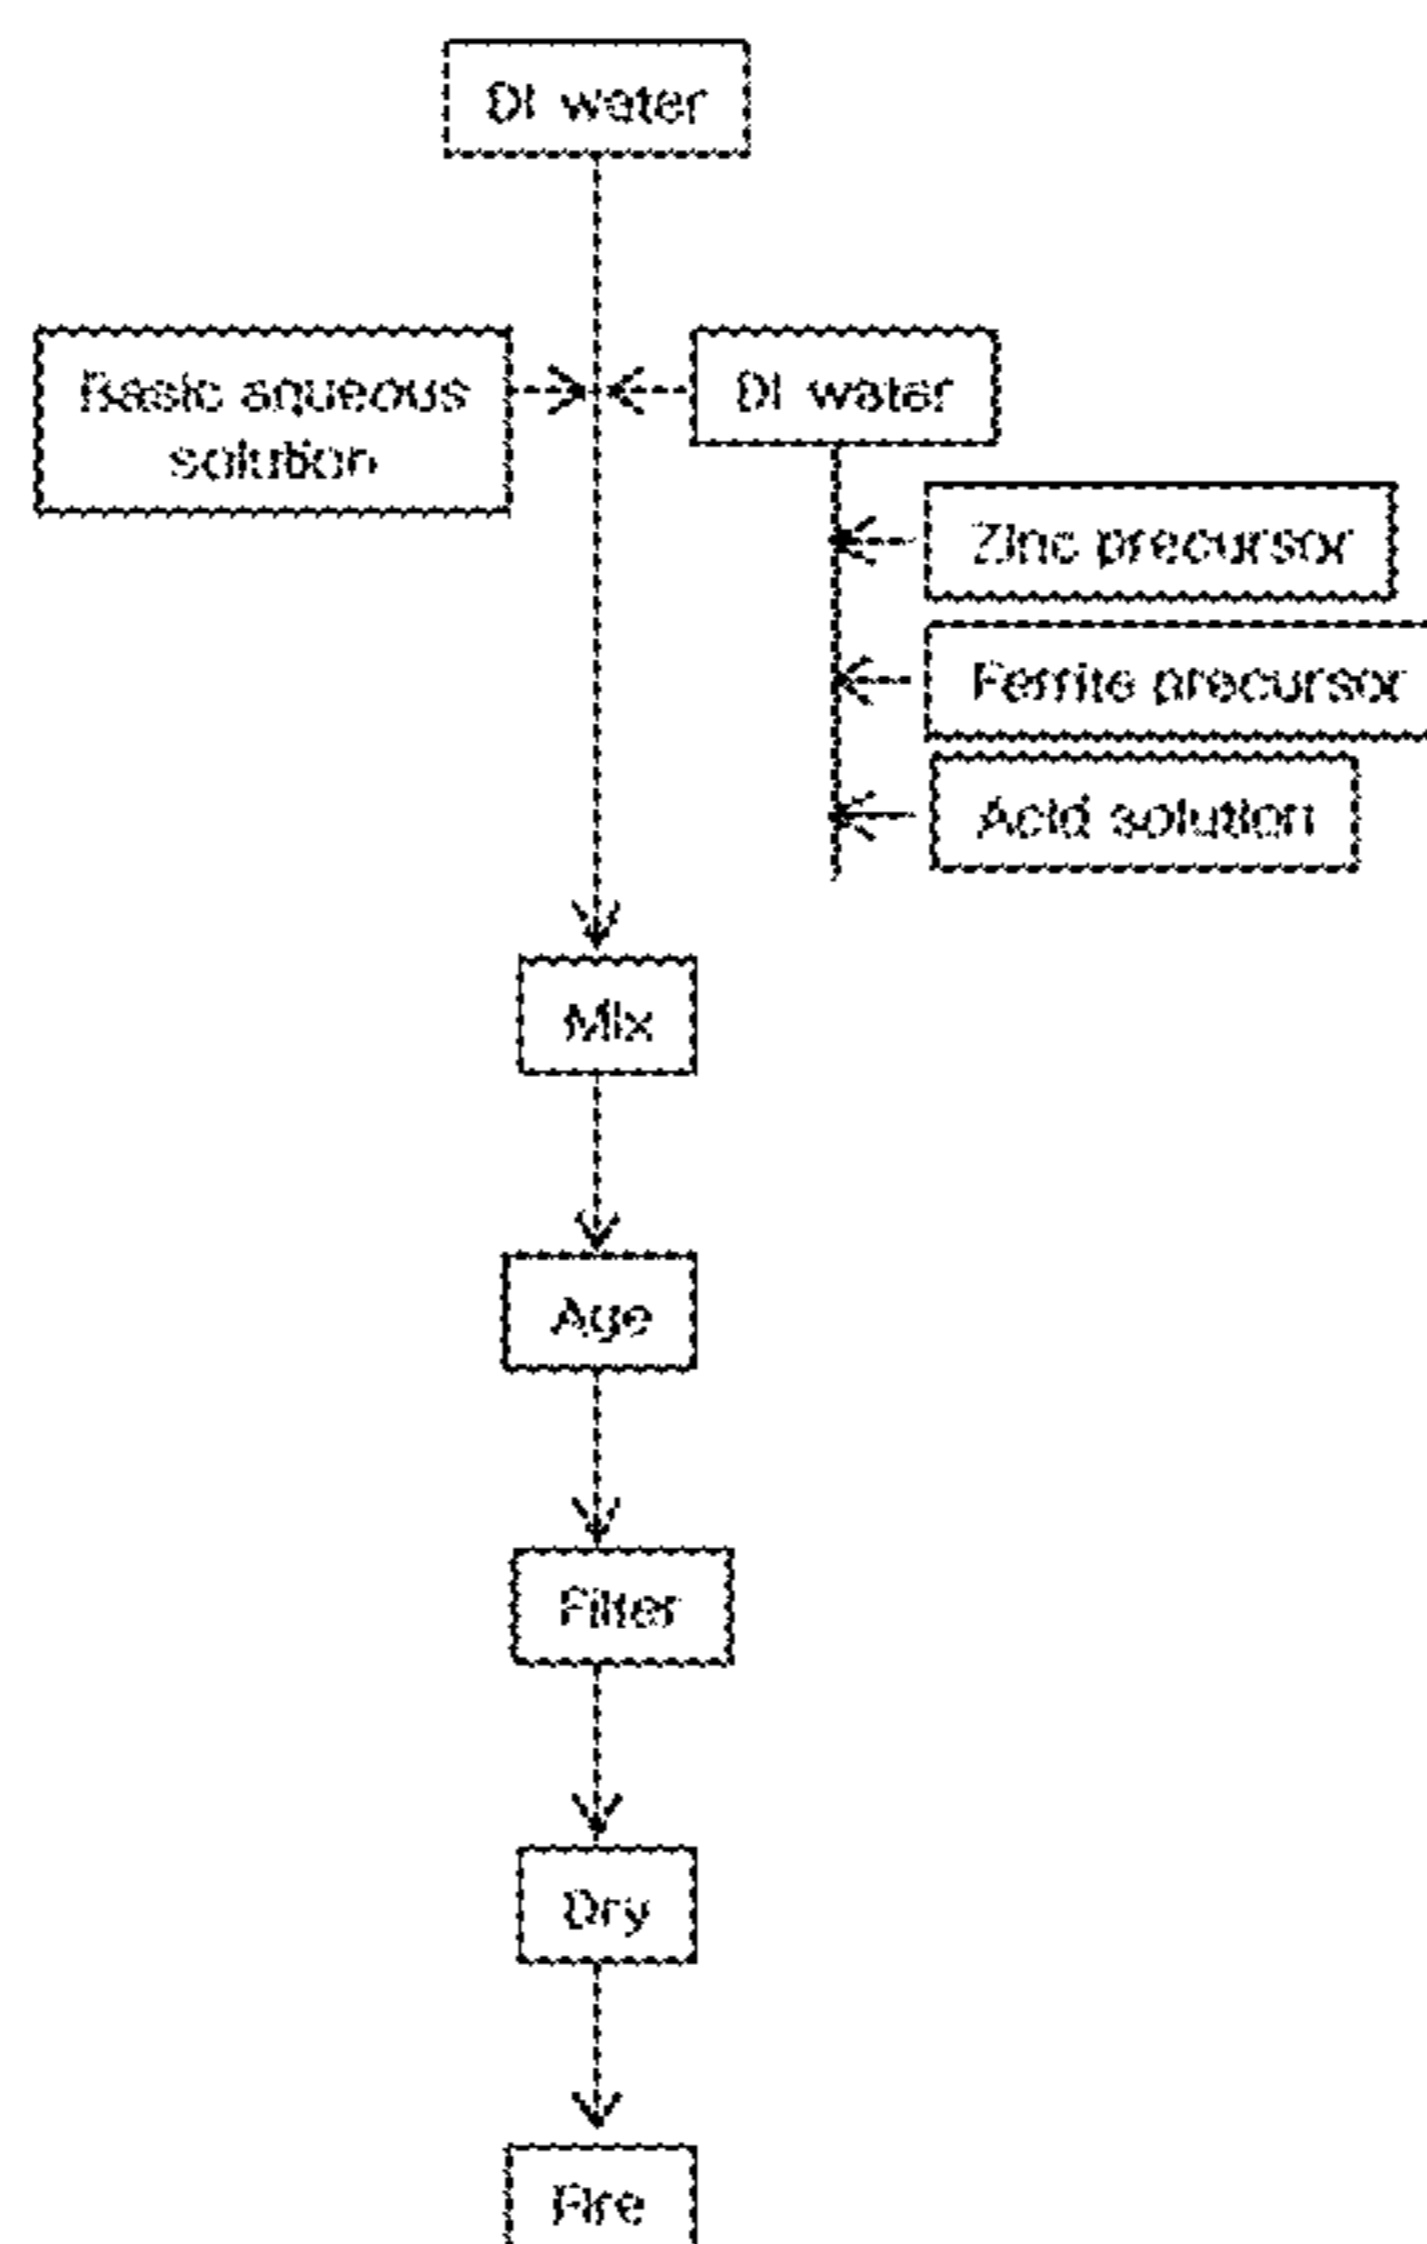 DI water
Basic aqueous
solution
DI water
Zinc precursor
Ferrite precursor
Acid solution
Mix
Age
Filter
Dry
Fire